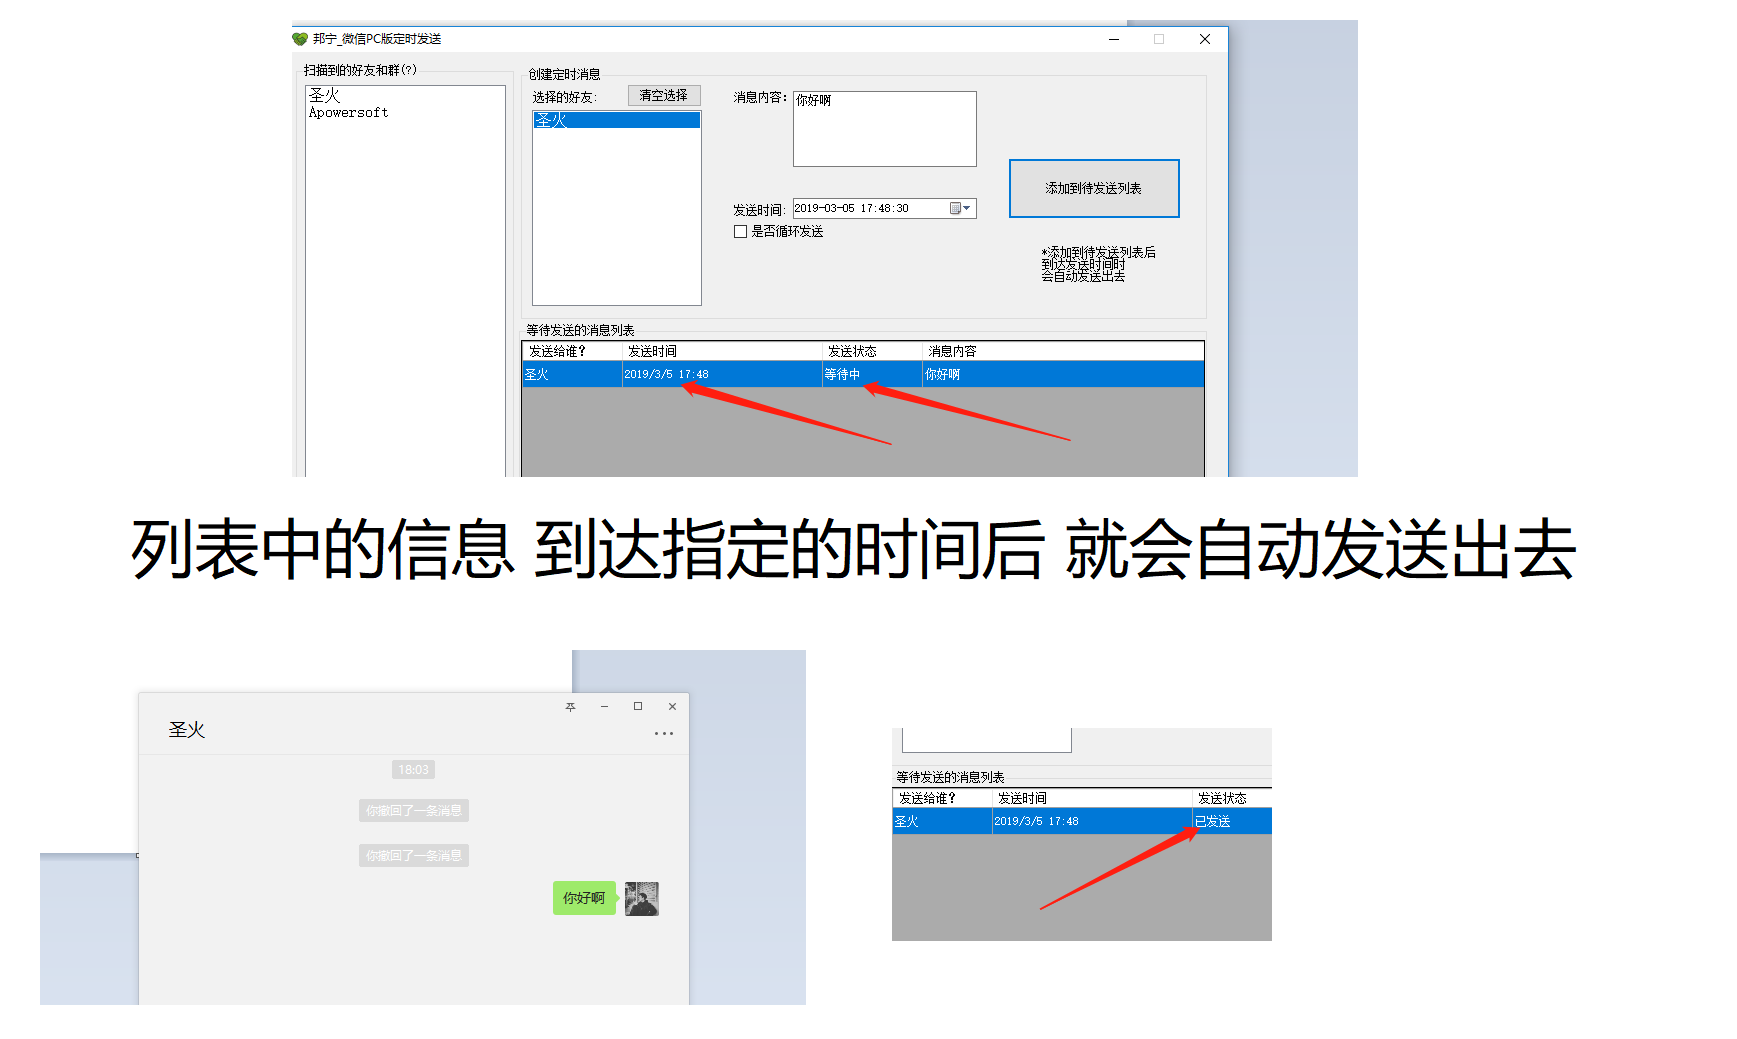 邦宁_微信PC版定时发送
扫描到的好友和群(?)
圣火
Apowersoft
创建定时消息
选择的好友:
清空选择
圣火
消息内容:
你好啊
发送时间:
2019-03-05 17:48:30
是否循环发送
添加到待发送列表
*添加到待发送列表后
到达发送时间时
会自动发送出去
等待发送的消息列表
发送给谁? 发送时间 发送状态 消息内容
圣火 2019/3/5 17:48 等待中 你好啊
列表中的信息 到达指定的时间后 就会自动发送出去
圣火
18:03
你撤回了一条消息
你撤回了一条消息
你好啊
等待发送的消息列表
发送给谁? 发送时间 发送状态
圣火 2019/3/5 17:48 已发送